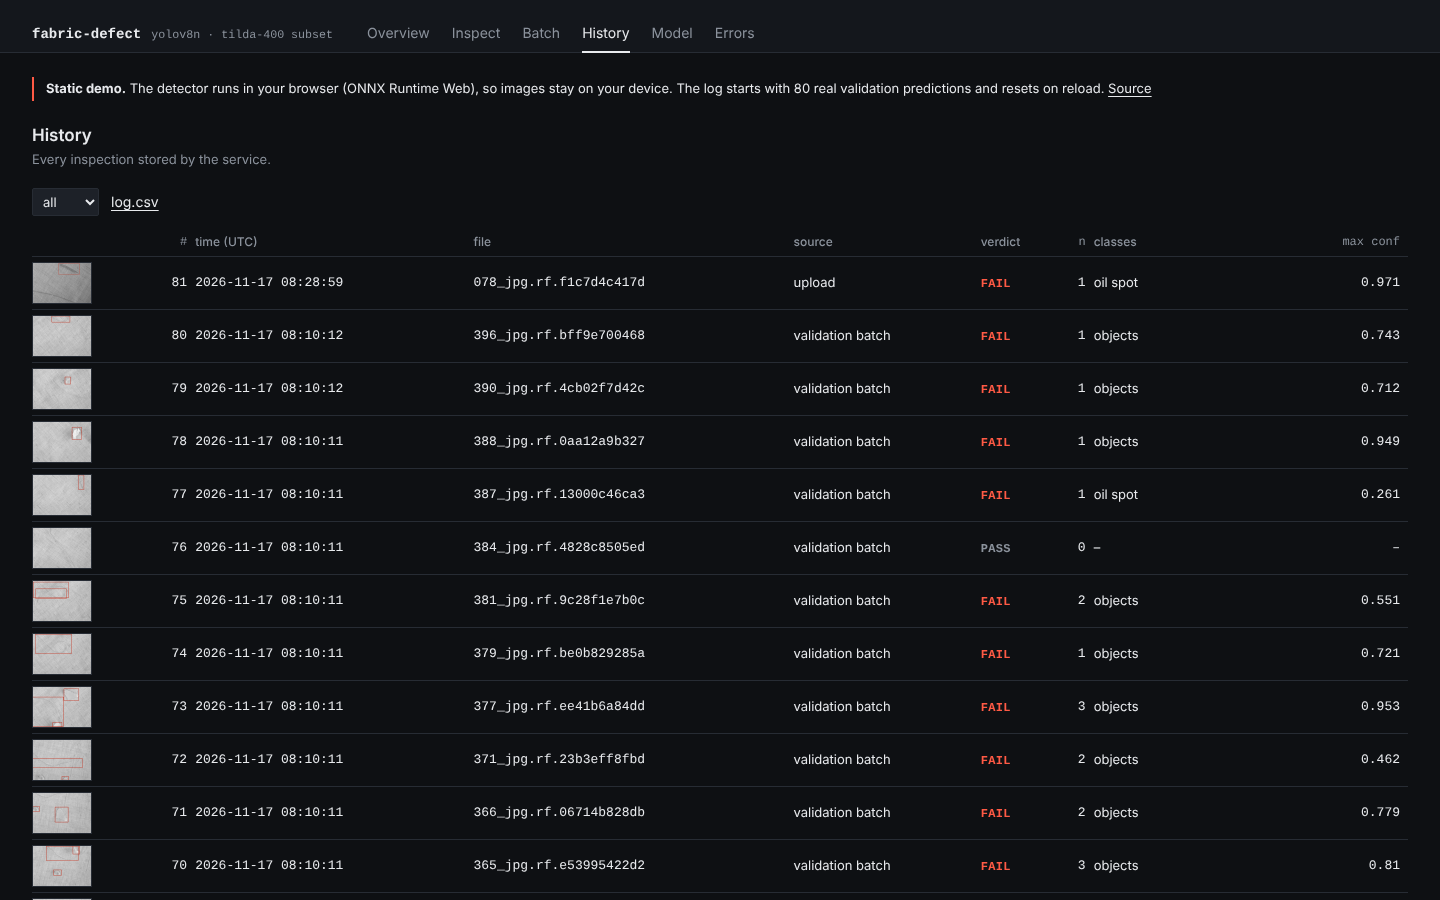 fabric-defect yolov8n · tilda-400 subset Overview Inspect Batch History Model Errors
Static demo. The detector runs in your browser (ONNX Runtime Web), so images stay on your device. The log starts with 80 real validation predictions and resets on reload. Source
History
Every inspection stored by the service.
all log.csv
# time (UTC) file source verdict n classes max conf
81 2026-11-17 08:28:59 078_jpg.rf.f1c7d4c417d upload FAIL 1 oil spot 0.971
80 2026-11-17 08:10:12 396_jpg.rf.bff9e700468 validation batch FAIL 1 objects 0.743
79 2026-11-17 08:10:12 390_jpg.rf.4cb02f7d42c validation batch FAIL 1 objects 0.712
78 2026-11-17 08:10:11 388_jpg.rf.0aa12a9b327 validation batch FAIL 1 objects 0.949
77 2026-11-17 08:10:11 387_jpg.rf.13000c46ca3 validation batch FAIL 1 oil spot 0.261
76 2026-11-17 08:10:11 384_jpg.rf.4828c8505ed validation batch PASS 0 – –
75 2026-11-17 08:10:11 381_jpg.rf.9c28f1e7b0c validation batch FAIL 2 objects 0.551
74 2026-11-17 08:10:11 379_jpg.rf.be0b829285a validation batch FAIL 1 objects 0.721
73 2026-11-17 08:10:11 377_jpg.rf.ee41b6a84dd validation batch FAIL 3 objects 0.953
72 2026-11-17 08:10:11 371_jpg.rf.23b3eff8fbd validation batch FAIL 2 objects 0.462
71 2026-11-17 08:10:11 366_jpg.rf.06714b828db validation batch FAIL 2 objects 0.779
70 2026-11-17 08:10:11 365_jpg.rf.e53995422d2 validation batch FAIL 3 objects 0.81